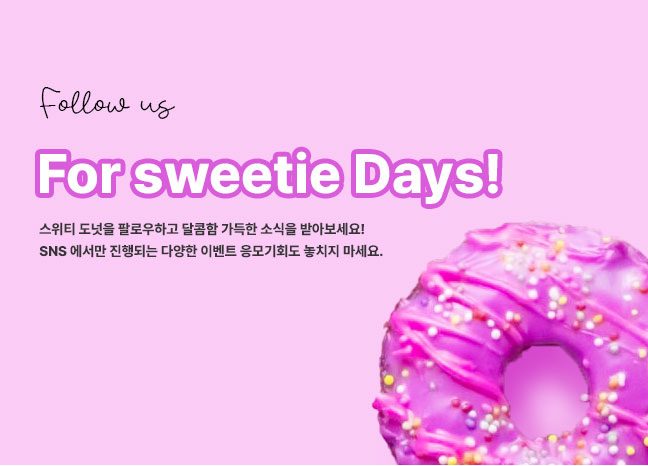 Follow us
For sweetie Days!
스위티 도넛을 팔로우하고 달콤함 가득한 소식을 받아보세요!
SNS 에서만 진행되는 다양한 이벤트 응모기회도 놓치지 마세요.